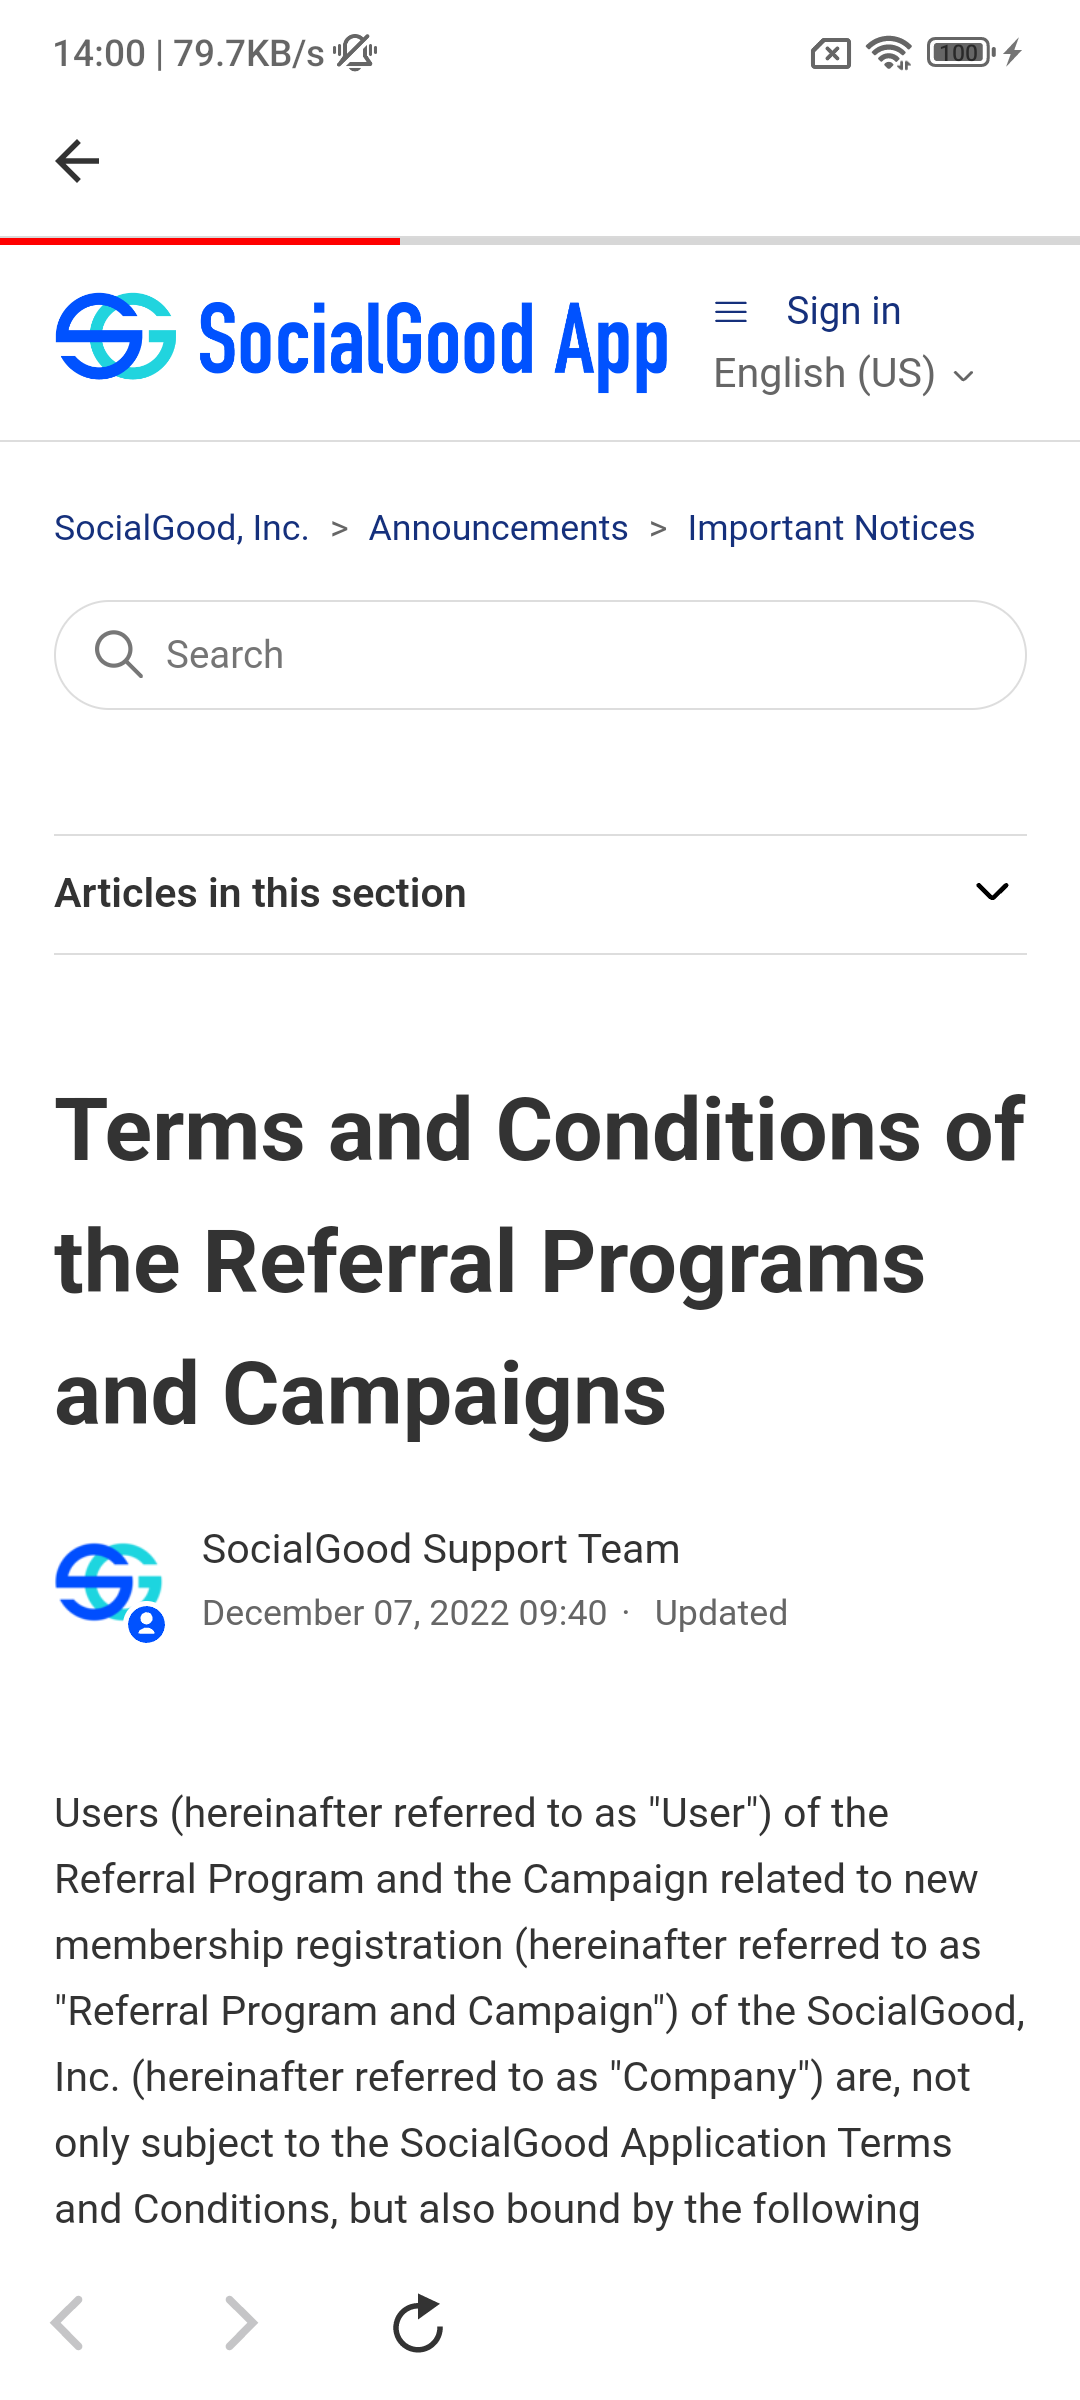 14:00 | 79.7KB/s
100
SocialGood App
Sign in
English (US)
SocialGood, Inc. > Announcements > Important Notices
Search
Articles in this section
Terms and Conditions of
the Referral Programs
and Campaigns
SocialGood Support Team
December 07, 2022 09:40 · Updated
Users (hereinafter referred to as "User") of the
Referral Program and the Campaign related to new
membership registration (hereinafter referred to as
"Referral Program and Campaign") of the SocialGood,
Inc. (hereinafter referred to as "Company") are, not
only subject to the SocialGood Application Terms
and Conditions, but also bound by the following